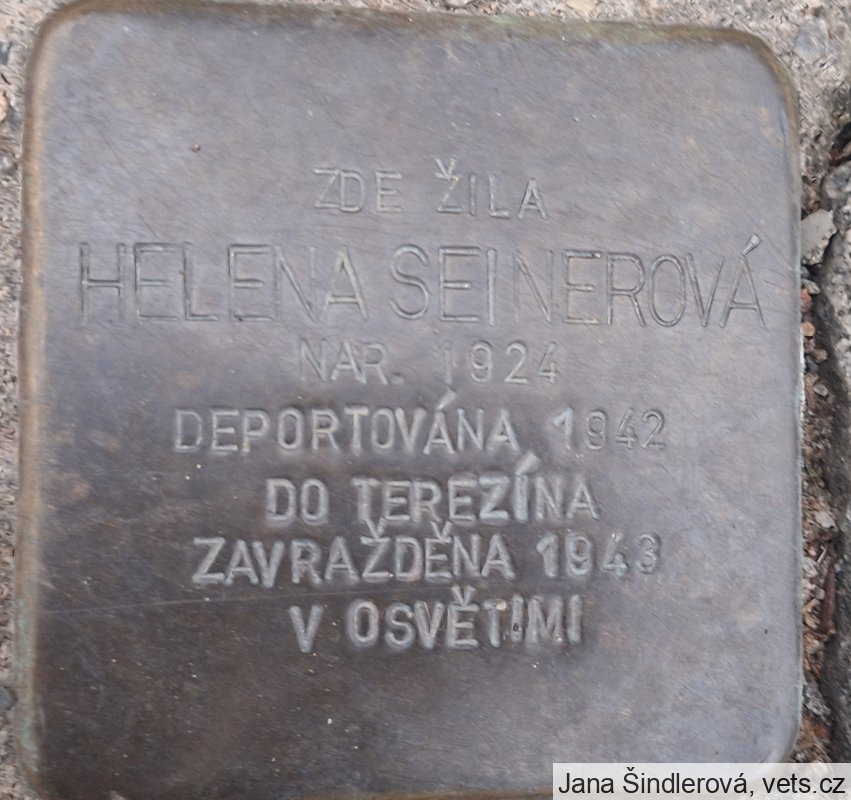 ZDE ŽILA
HELENA SEINEROVÁ
NAR. 1924
DEPORTOVÁNA 1942
DO TEREZÍNA
ZAVRAŽDĚNA 1943
V OSVĚTIMI
Jana Šindlerová, vets.cz